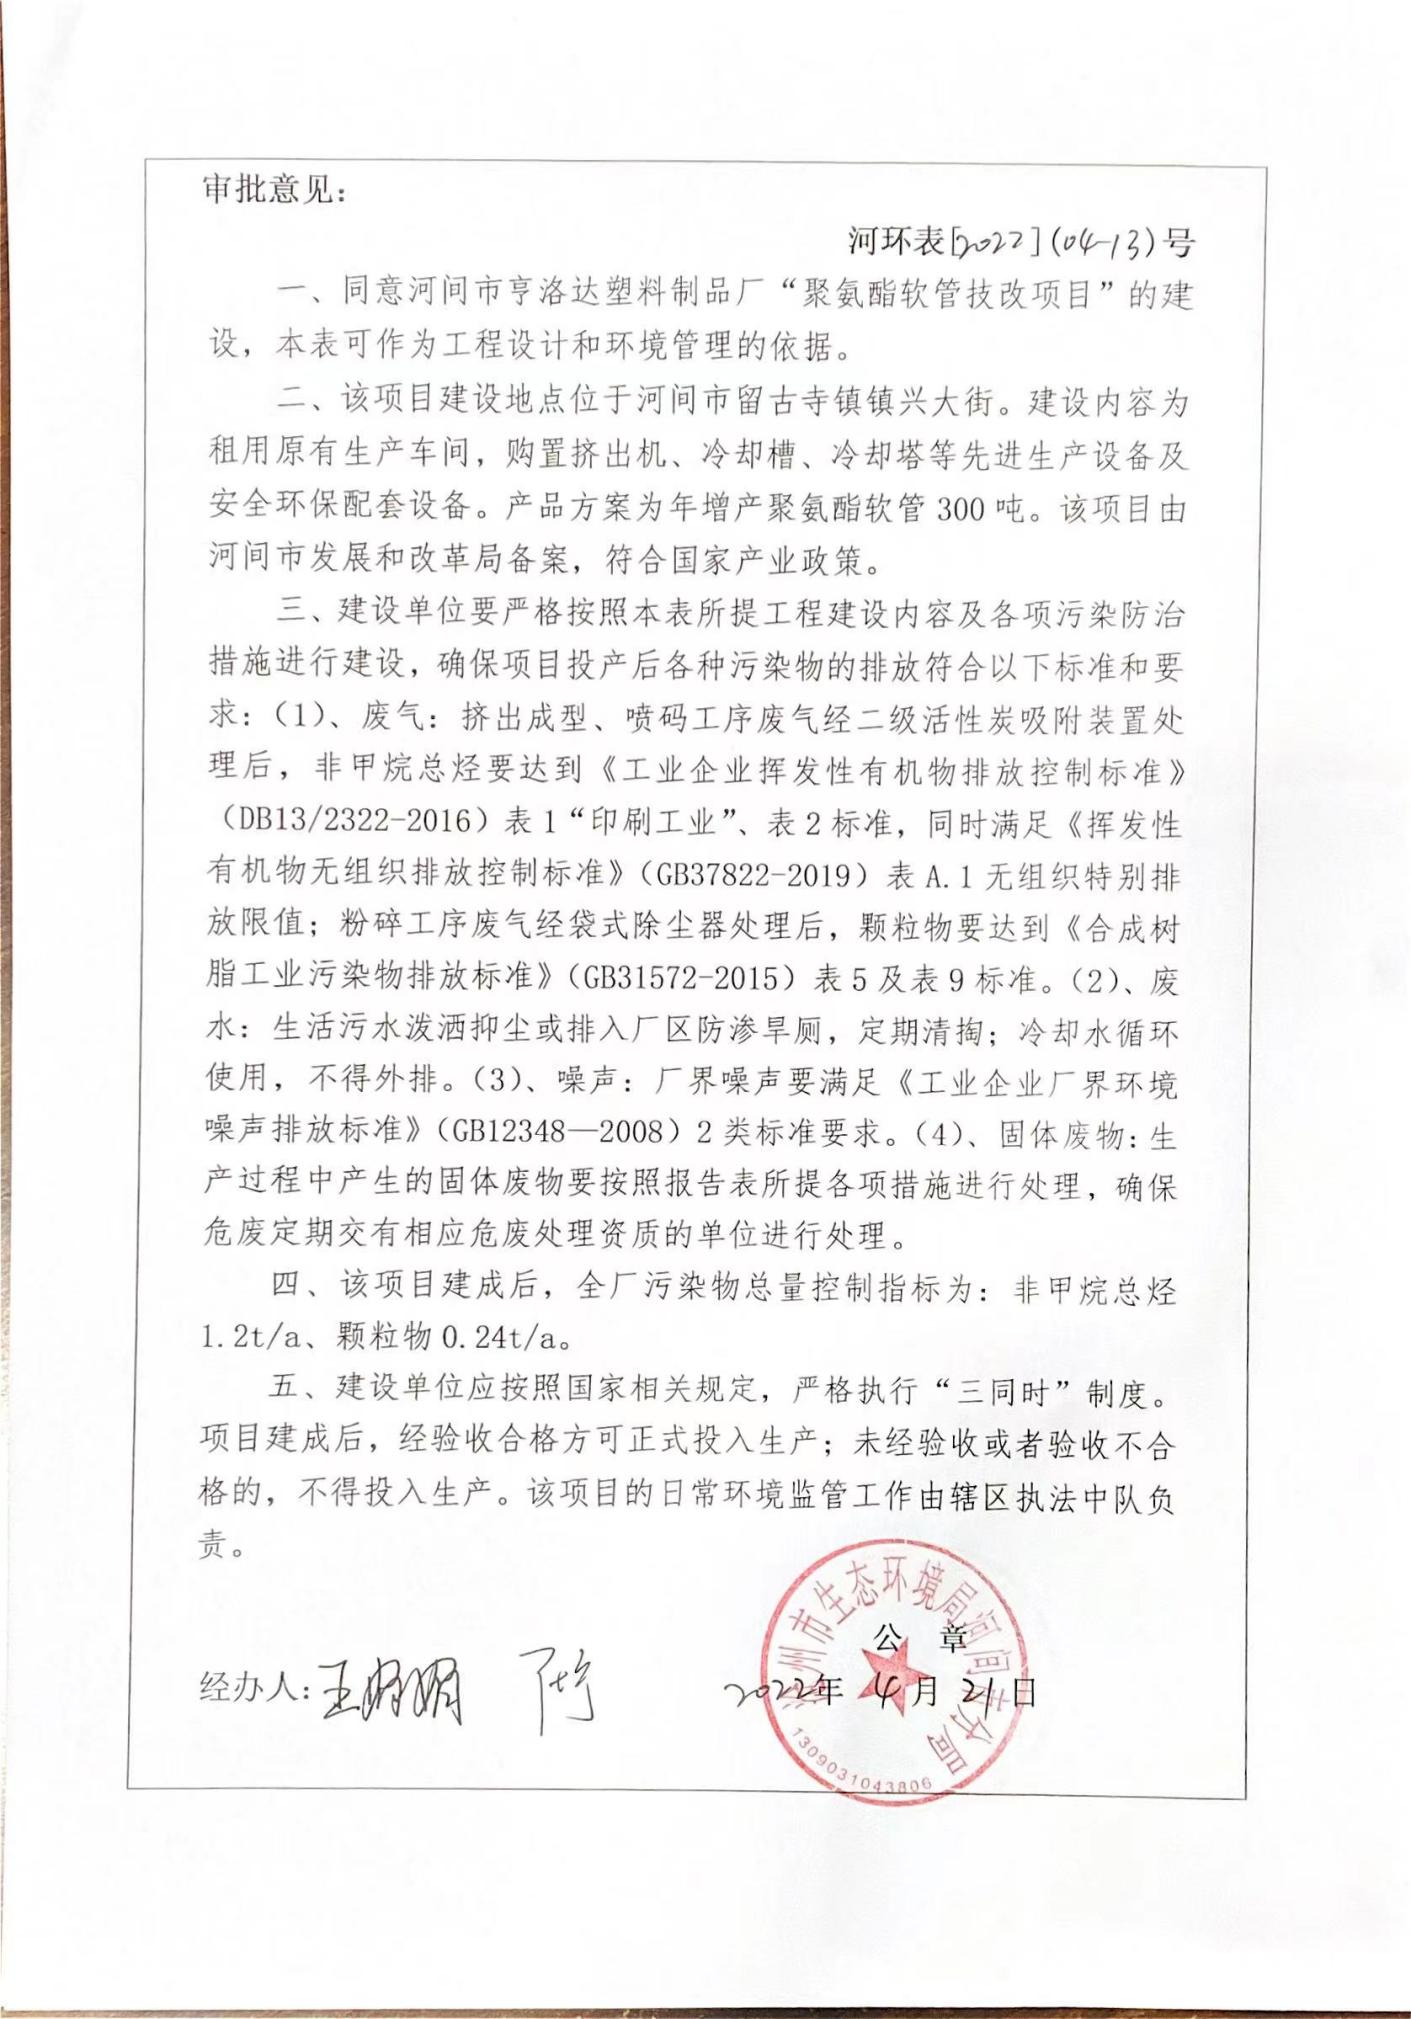 审批意见：
河环表[2022](04-13)号
一、同意河间市亨洛达塑料制品厂“聚氨酯软管技改项目”的建
设，本表可作为工程设计和环境管理的依据。
二、该项目建设地点位于河间市留古寺镇镇兴大街。建设内容为
租用原有生产车间，购置挤出机、冷却槽、冷却塔等先进生产设备及
安全环保配套设备。产品方案为年增产聚氨酯软管 300 吨。该项目由
河间市发展和改革局备案，符合国家产业政策。
三、建设单位要严格按照本表所提工程建设内容及各项污染防治
措施进行建设，确保项目投产后各种污染物的排放符合以下标准和要
求：（1）、废气：挤出成型、喷码工序废气经二级活性炭吸附装置处
理后，非甲烷总烃要达到《工业企业挥发性有机物排放控制标准》
（DB13/2322-2016）表 1“印刷工业”、表 2 标准，同时满足《挥发性
有机物无组织排放控制标准》（GB37822-2019）表 A.1 无组织特别排
放限值；粉碎工序废气经袋式除尘器处理后，颗粒物要达到《合成树
脂工业污染物排放标准》（GB31572-2015）表 5 及表 9 标准。（2）、废
水：生活污水泼洒抑尘或排入厂区防渗旱厕，定期清掏；冷却水循环
使用，不得外排。（3）、噪声：厂界噪声要满足《工业企业厂界环境
噪声排放标准》（GB12348—2008）2 类标准要求。（4）、固体废物：生
产过程中产生的固体废物要按照报告表所提各项措施进行处理，确保
危废定期交有相应危废处理资质的单位进行处理。
四、该项目建成后，全厂污染物总量控制指标为：非甲烷总烃
1.2t/a、颗粒物 0.24t/a。
五、建设单位应按照国家相关规定，严格执行“三同时”制度。
项目建成后，经验收合格方可正式投入生产；未经验收或者验收不合
格的，不得投入生产。该项目的日常环境监管工作由辖区执法中队负
责。
沧州市生态环境局河间市分局
公 章
经办人：
2022年 4月 21日
1309031043806